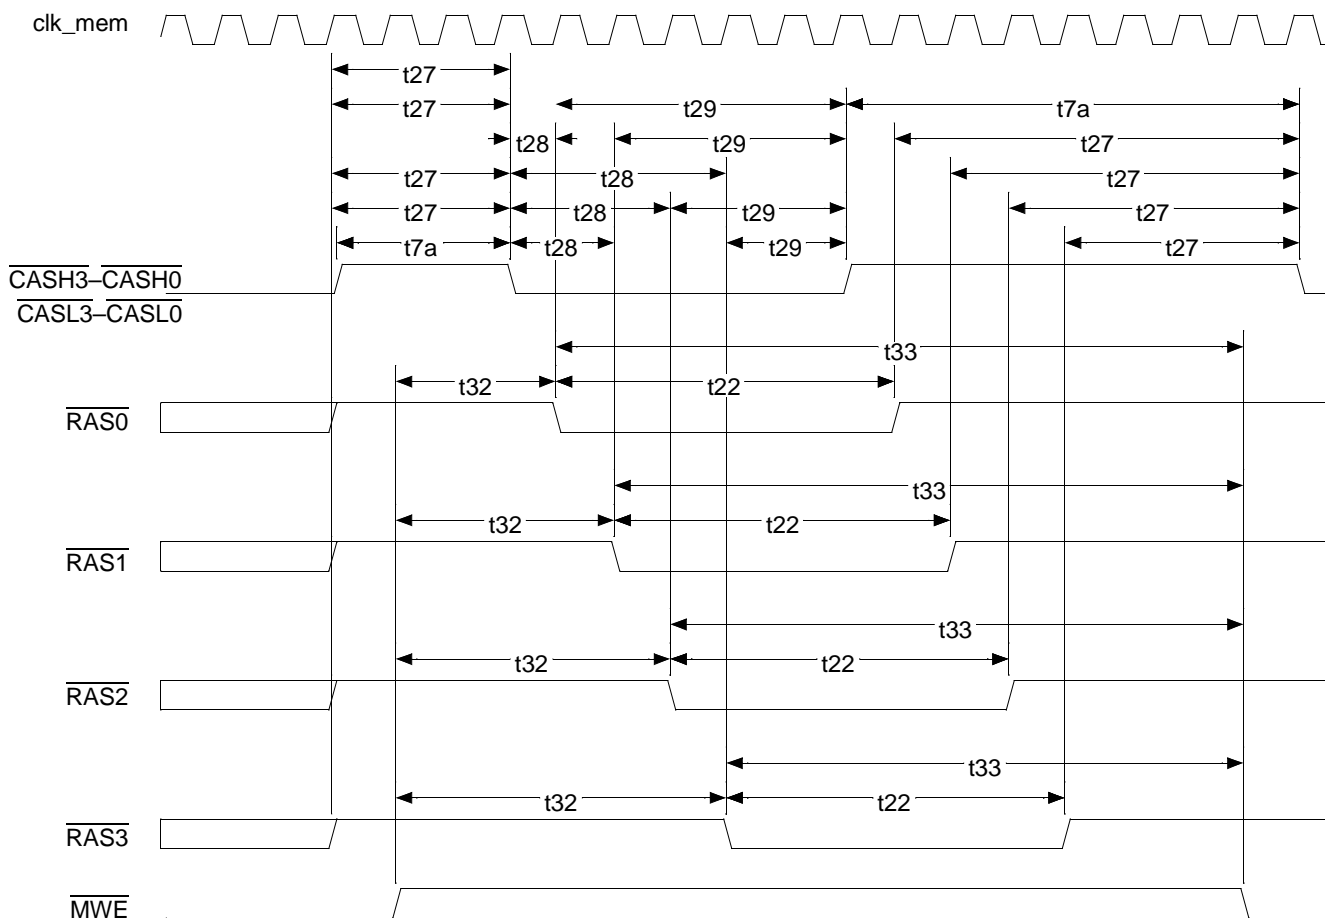 clk_mem
t27
t27
t29
t7a
t28
t29
t27
t27
t28
t27
t27
t28
t29
t27
t7a
t28
t29
t27
CASH3–CASH0
CASL3–CASL0
t33
t32
t22
RAS0
t33
t32
t22
RAS1
t33
t32
t22
RAS2
t33
t32
t22
RAS3
MWE